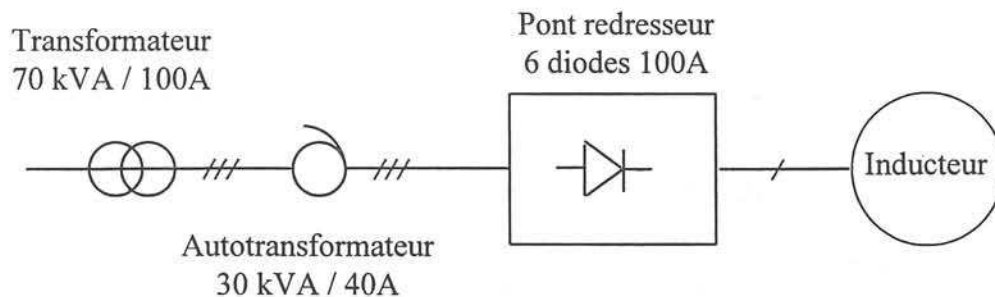 Transformateur
70 kVA / 100A
Pont redresseur
6 diodes 100A
Inducteur
Autotransformateur
30 kVA / 40A